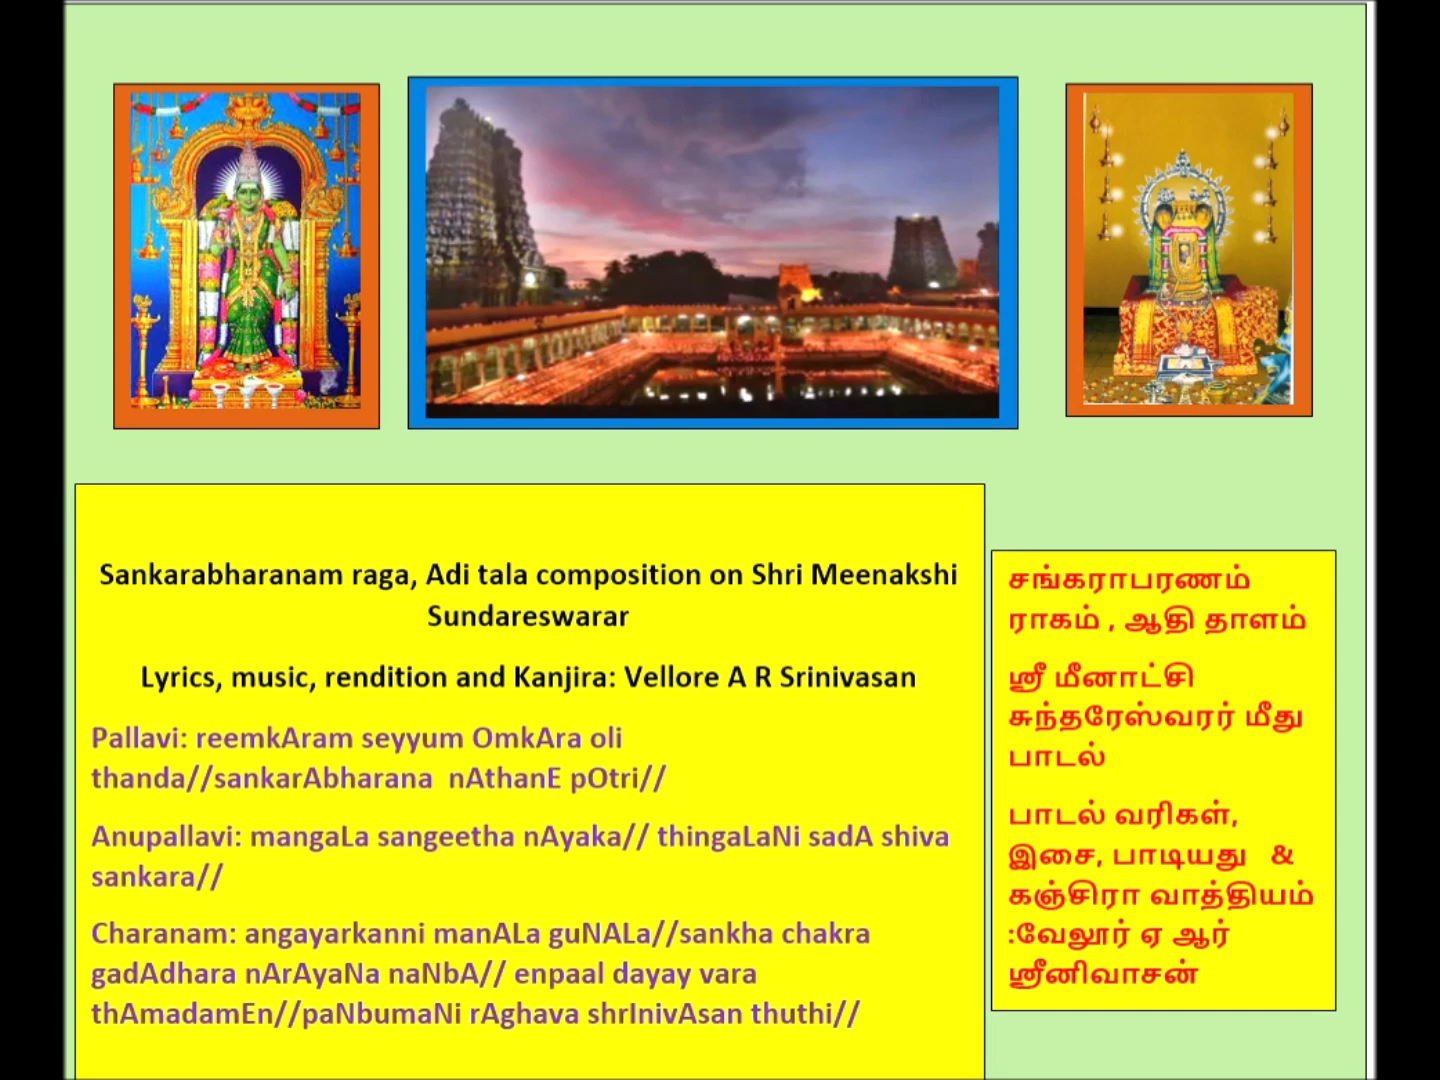 Sankarabharanam raga, Adi tala composition on Shri Meenakshi
Sundareswarar
Lyrics, music, rendition and Kanjira: Vellore A R Srinivasan
Pallavi: reemkAram seyyum OmkAra oli
thanda//sankarAbharana  nAthanE pOtri//
Anupallavi: mangaLa sangeetha nAyaka// thingaLaNi sadA shiva
sankara//
Charanam: angayarkanni manALa guNALa//sankha chakra
gadAdhara nArAyaNa naNbA// enpaal dayay vara
thAmadamEn//paNbumaNi rAghava shrInivAsan thuthi//
சங்கராபரணம்
ராகம் , ஆதி தாளம்
ஸ்ரீ மீனாட்சி
சுந்தரேஸ்வரர் மீது
பாடல்
பாடல் வரிகள்,
இசை, பாடியது   &
கஞ்சிரா வாத்தியம்
:வேலூர் ஏ ஆர்
ஸ்ரீனிவாசன்